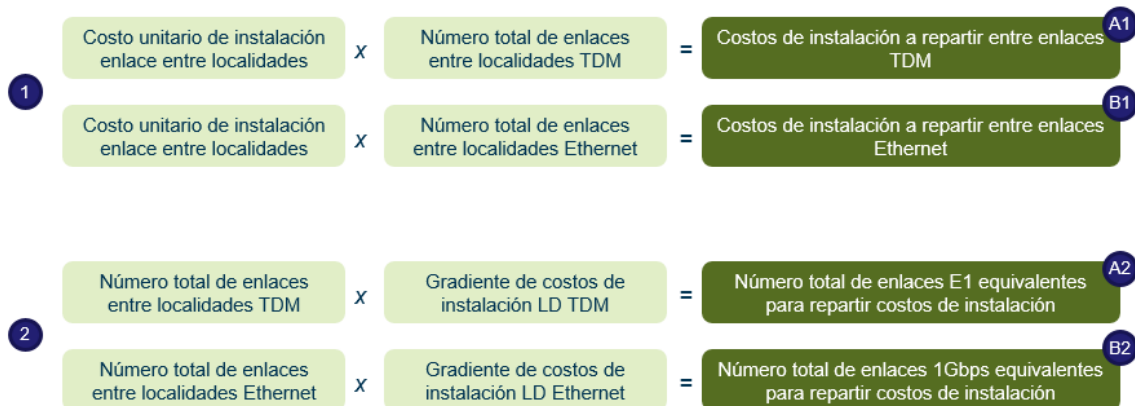 A1
Costo unitario de instalación
enlace entre localidades
x
Número total de enlaces
entre localidades TDM
=
Costos de instalación a repartir entre enlaces
TDM
1
B1
Costo unitario de instalación
enlace entre localidades
x
Número total de enlaces
entre localidades Ethernet
=
Costos de instalación a repartir entre enlaces
Ethernet
A2
Número total de enlaces
entre localidades TDM
x
Gradiente de costos de
instalación LD TDM
=
Número total de enlaces E1 equivalentes
para repartir costos de instalación
2
B2
Número total de enlaces
entre localidades Ethernet
x
Gradiente de costos de
instalación LD Ethernet
=
Número total de enlaces 1Gbps equivalentes
para repartir costos de instalación